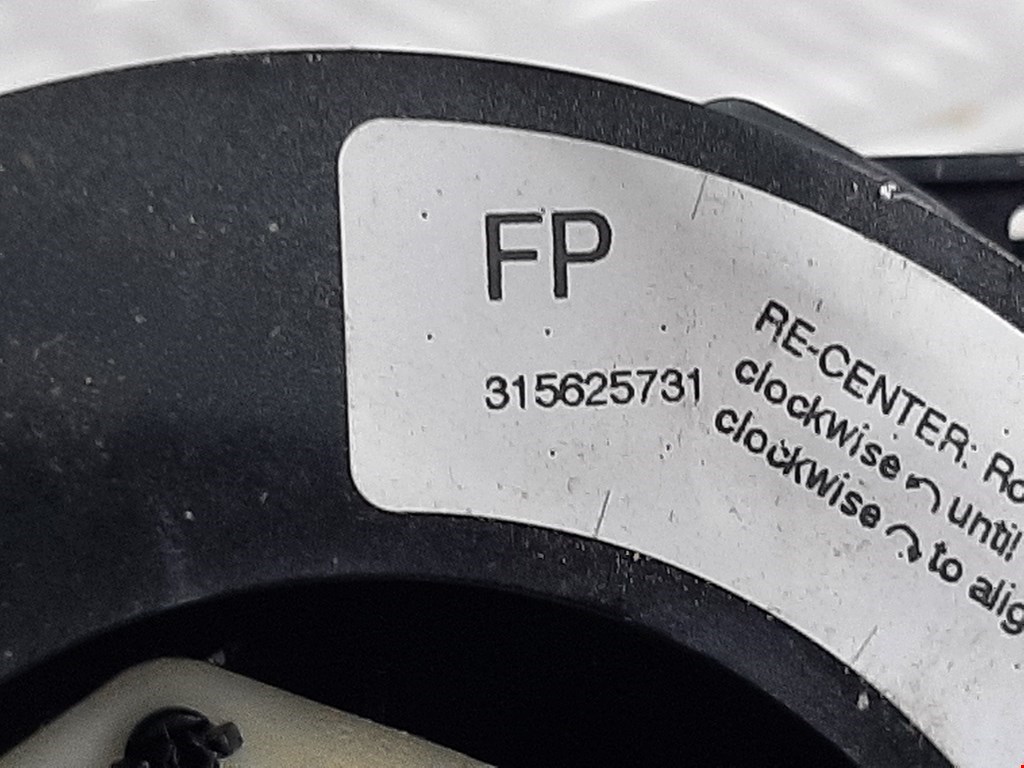 FP
315625731
RE-CENTER: Ro
clockwise ↶ until
clockwise ↷ to alig